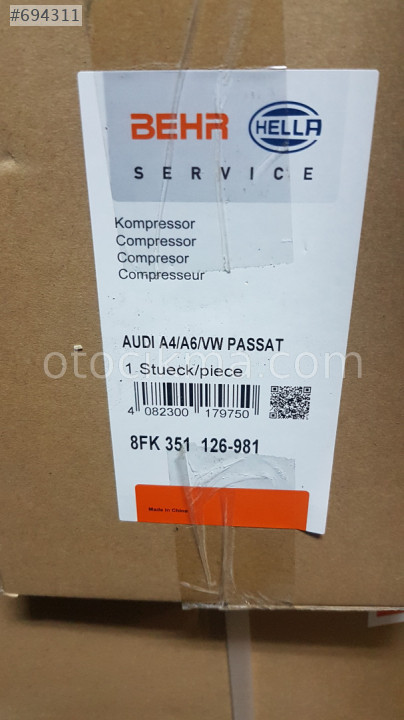 #694311
BEHR HELLA
SERVICE
Kompressor
Compressor
Compresor
Compresseur
AUDI A4/A6/VW PASSAT
otocikma.com
1 Stueck/piece
4 082300 179750
8FK 351 126-981
Made in China